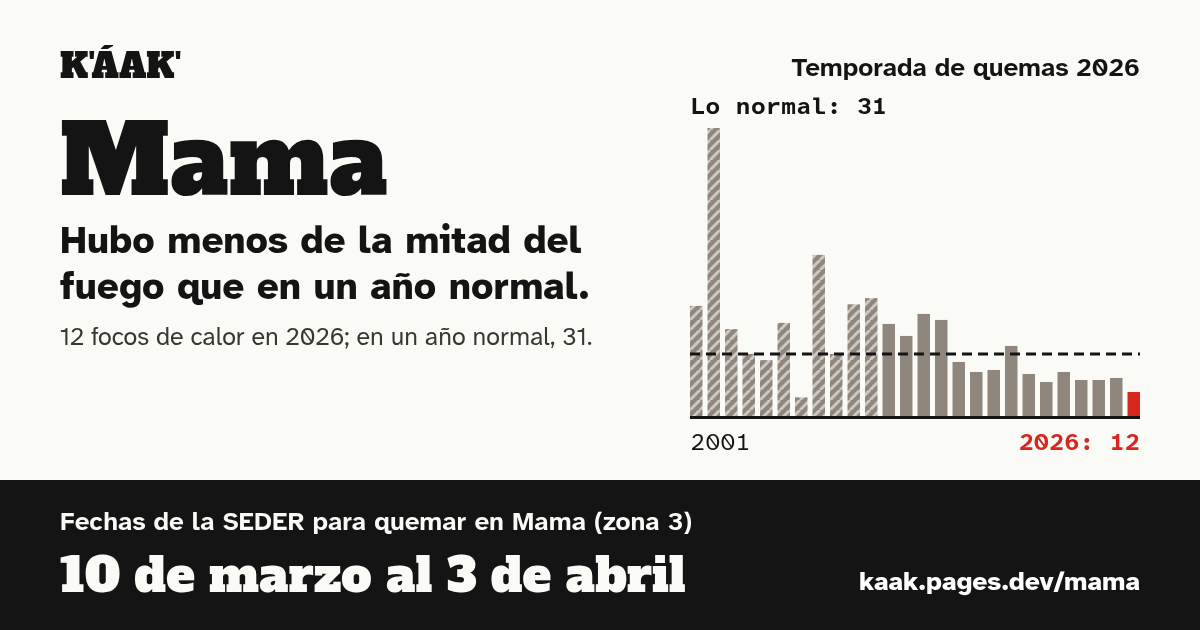 K'ÁAK'
Mama
Hubo menos de la mitad del
fuego que en un año normal.
12 focos de calor en 2026; en un año normal, 31.
Temporada de quemas 2026
Lo normal: 31
2001
2026: 12
Fechas de la SEDER para quemar en Mama (zona 3)
10 de marzo al 3 de abril
kaak.pages.dev/mama